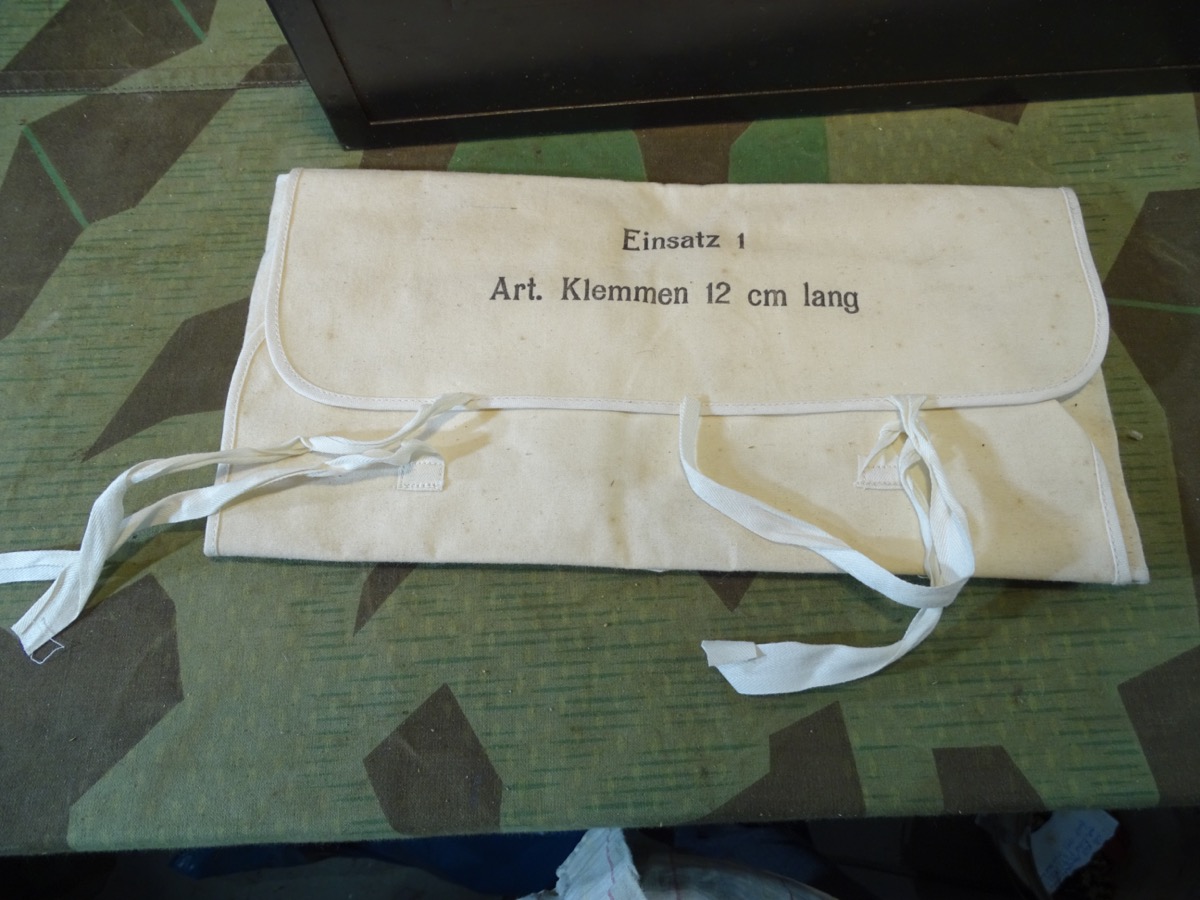 Einsatz 1
Art. Klemmen 12 cm lang